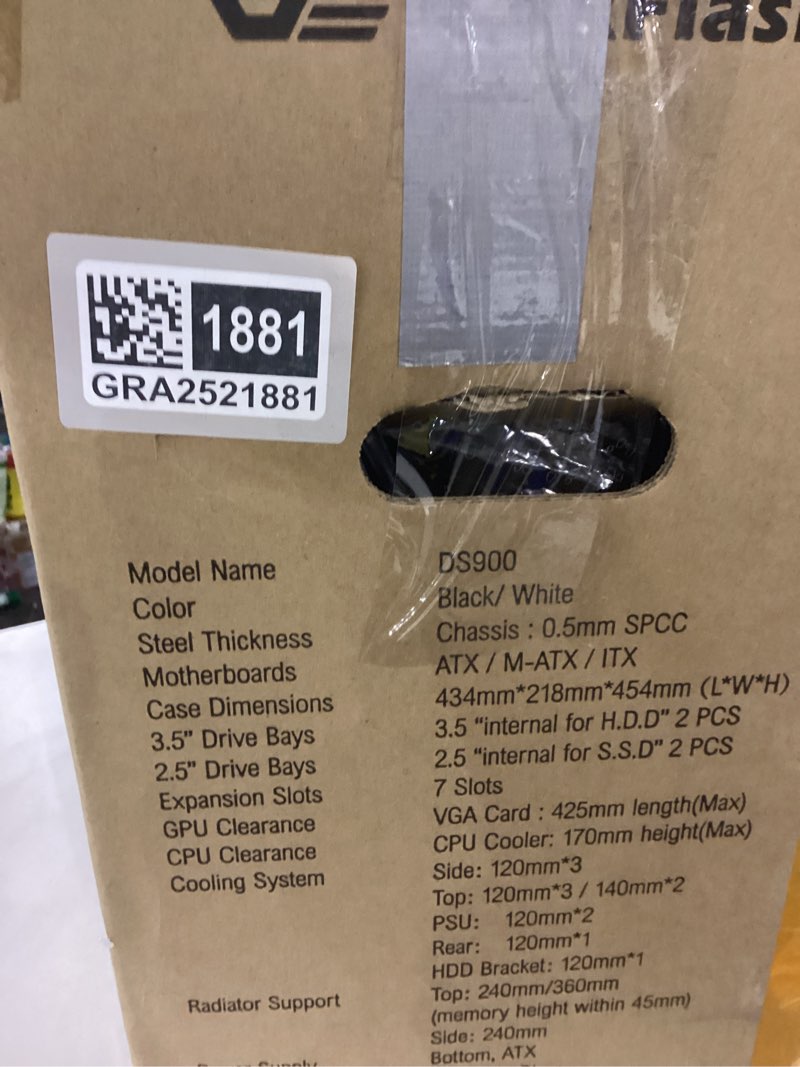 1881
GRA2521881
Model Name DS900
Color Black/ White
Steel Thickness Chassis : 0.5mm SPCC
Motherboards ATX / M-ATX / ITX
Case Dimensions 434mm*218mm*454mm (L*W*H)
3.5" Drive Bays 3.5 "internal for H.D.D" 2 PCS
2.5" Drive Bays 2.5 "internal for S.S.D" 2 PCS
Expansion Slots 7 Slots
GPU Clearance VGA Card : 425mm length(Max)
CPU Clearance CPU Cooler: 170mm height(Max)
Cooling System Side: 120mm*3
Top: 120mm*3 / 140mm*2
PSU: 120mm*2
Rear: 120mm*1
HDD Bracket: 120mm*1
Radiator Support Top: 240mm/360mm
(memory height within 45mm)
Side: 240mm
Bottom, ATX